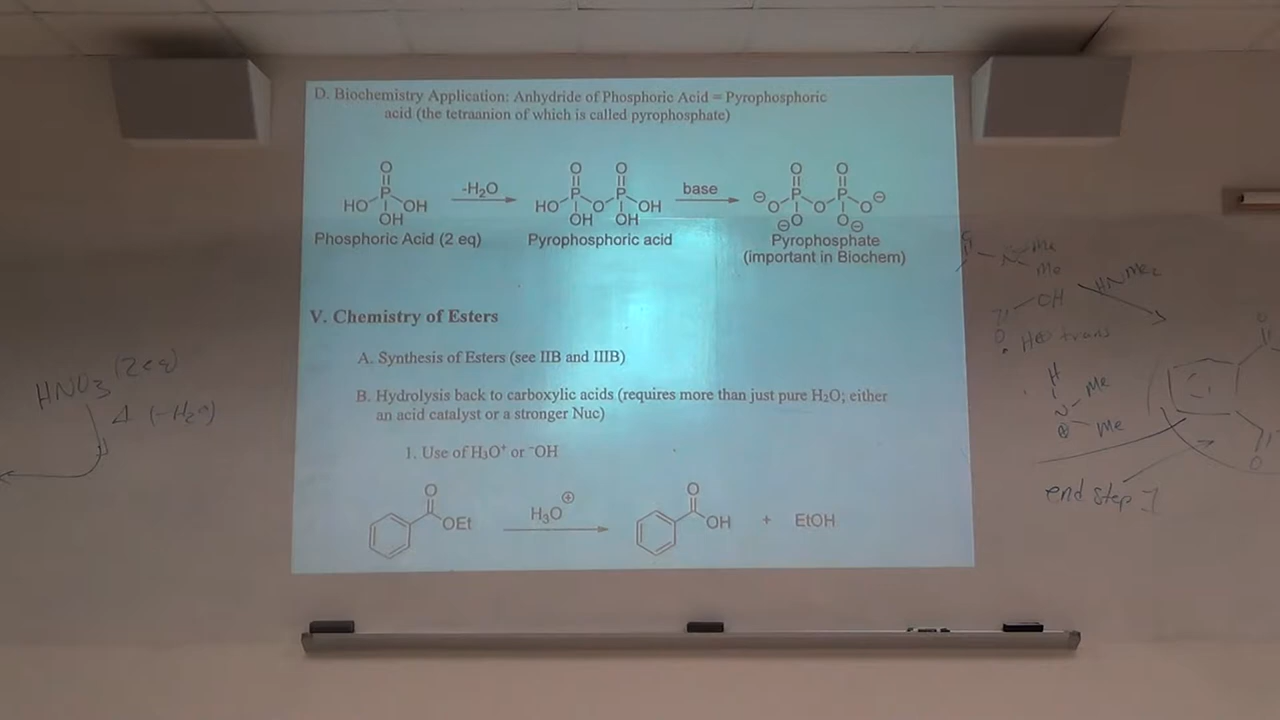 D. Biochemistry Application: Anhydride of Phosphoric Acid = Pyrophosphoric
acid (the tetraanion of which is called pyrophosphate)
O
HO P OH
OH
-H₂O
O O
HO P O P OH
OH OH
base
O O
⊖O P O P O⊖
⊖O O⊖
Phosphoric Acid (2 eq)
Pyrophosphoric acid
Pyrophosphate
(important in Biochem)
V. Chemistry of Esters
A. Synthesis of Esters (see IIB and IIIB)
B. Hydrolysis back to carboxylic acids (requires more than just pure H₂O; either
an acid catalyst or a stronger Nuc)
1. Use of H₃O⁺ or ⁻OH
O
OEt
H₃O⊕
O
OH
+ EtOH
HNO₃ (2eq)
Δ (-H₂O)
N Me
Me
OH
O
HNMe₂
H⊕ trans
H
N Me
⊕ Me
O
O
end step 1